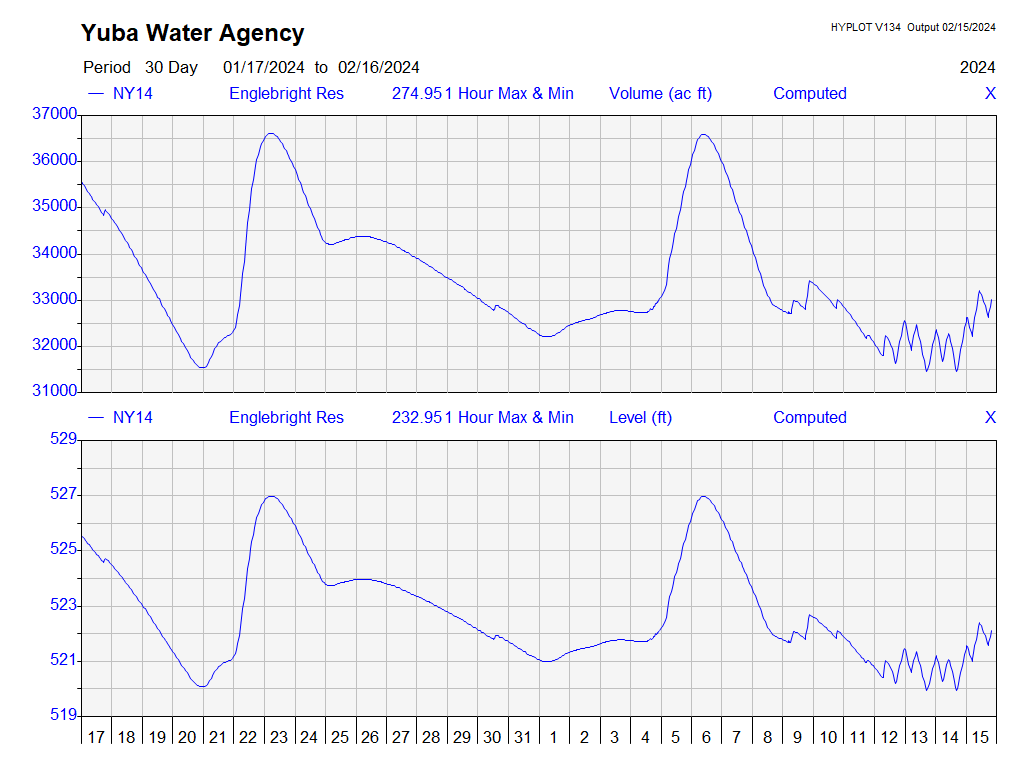 Yuba Water Agency
HYPLOT V134 Output 02/15/2024
Period 30 Day 01/17/2024 to 02/16/2024 2024
— NY14 Englebright Res 274.951 Hour Max & Min Volume (ac ft) Computed X
37000
36000
35000
34000
33000
32000
31000
— NY14 Englebright Res 232.951 Hour Max & Min Level (ft) Computed X
529
527
525
523
521
519
17 18 19 20 21 22 23 24 25 26 27 28 29 30 31 1 2 3 4 5 6 7 8 9 10 11 12 13 14 15